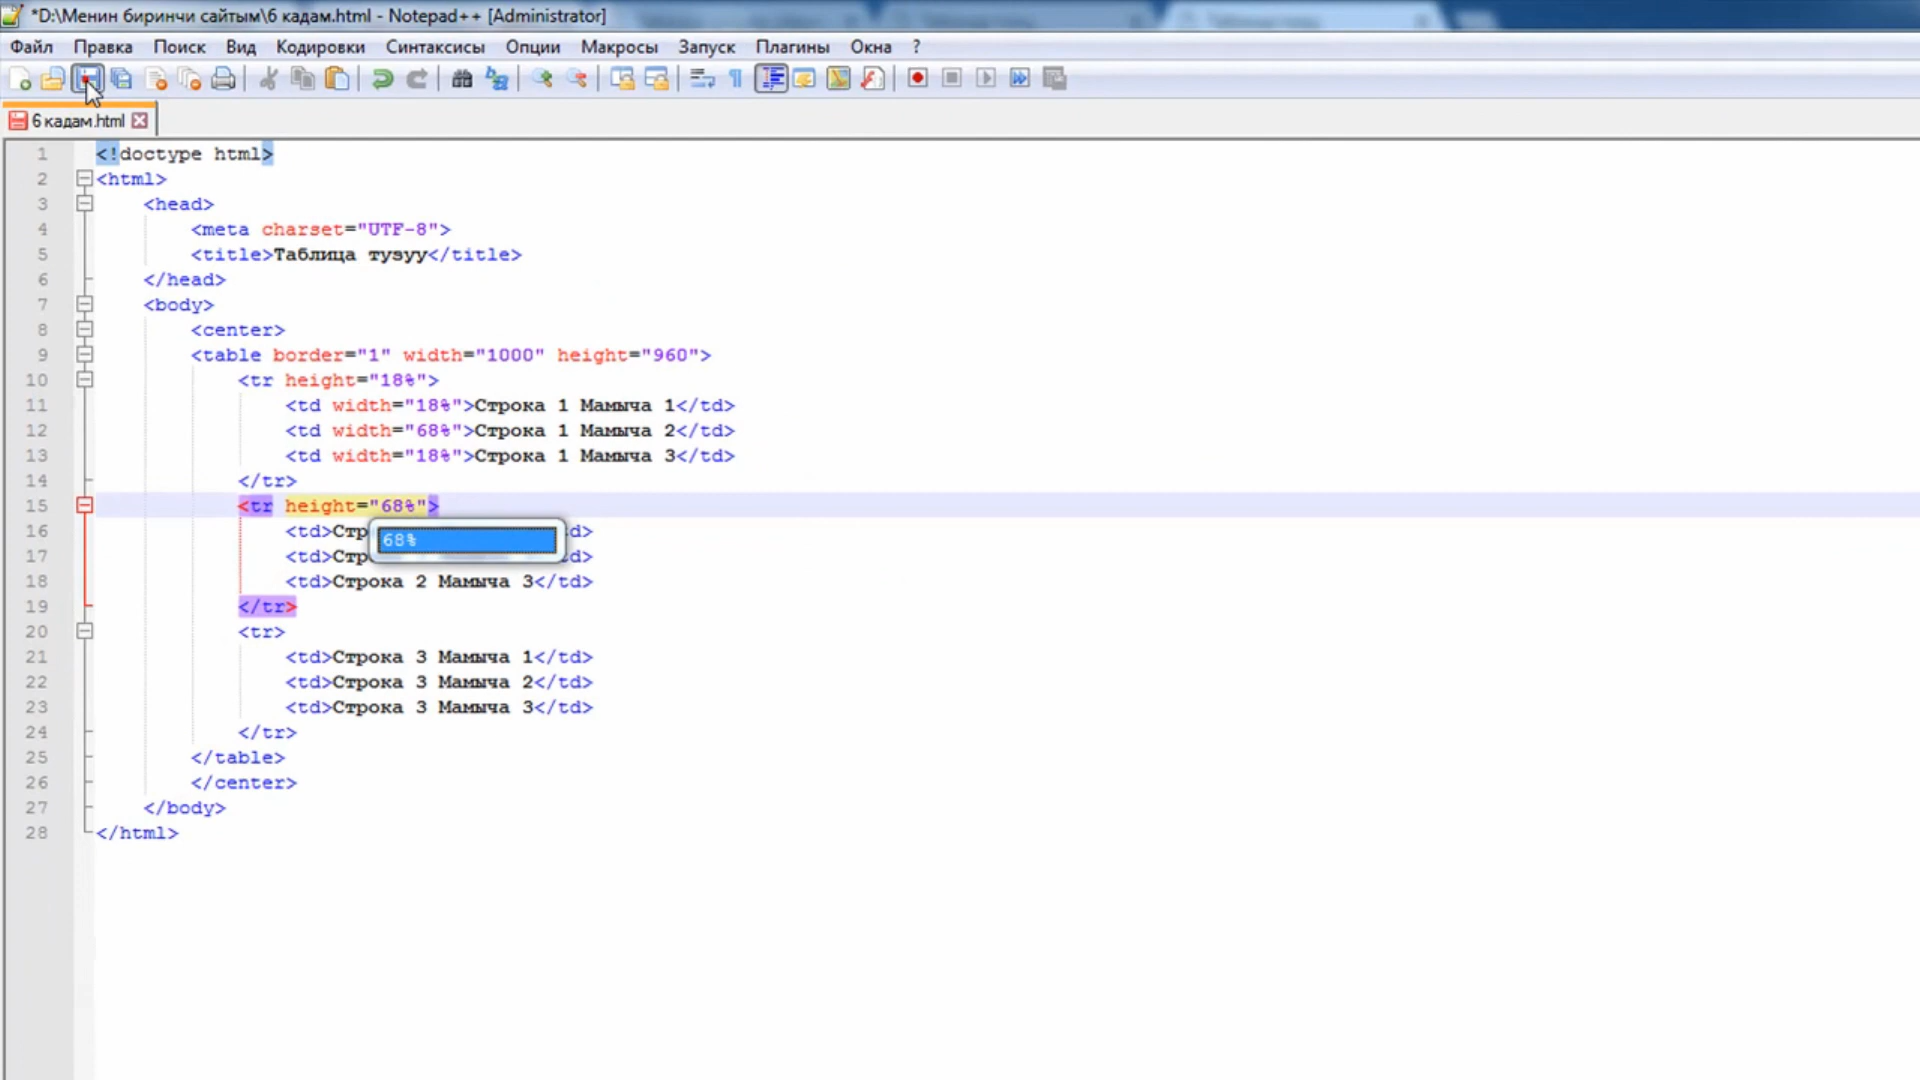 *D:\Менин биринчи сайтым\6 кадам.html - Notepad++ [Administrator]
Файл Правка Поиск Вид Кодировки Синтаксисы Опции Макросы Запуск Плагины Окна ?
6 кадам.html
1 <!doctype html>
2 <html>
3 <head>
4 <meta charset="UTF-8">
5 <title>Таблица тузуу</title>
6 </head>
7 <body>
8 <center>
9 <table border="1" width="1000" height="960">
10 <tr height="18%">
11 <td width="18%">Строка 1 Мамыча 1</td>
12 <td width="68%">Строка 1 Мамыча 2</td>
13 <td width="18%">Строка 1 Мамыча 3</td>
14 </tr>
15 <tr height="68%">
16 <td>Стр d>
68%
17 <td>Стр d>
18 <td>Строка 2 Мамыча 3</td>
19 </tr>
20 <tr>
21 <td>Строка 3 Мамыча 1</td>
22 <td>Строка 3 Мамыча 2</td>
23 <td>Строка 3 Мамыча 3</td>
24 </tr>
25 </table>
26 </center>
27 </body>
28 </html>